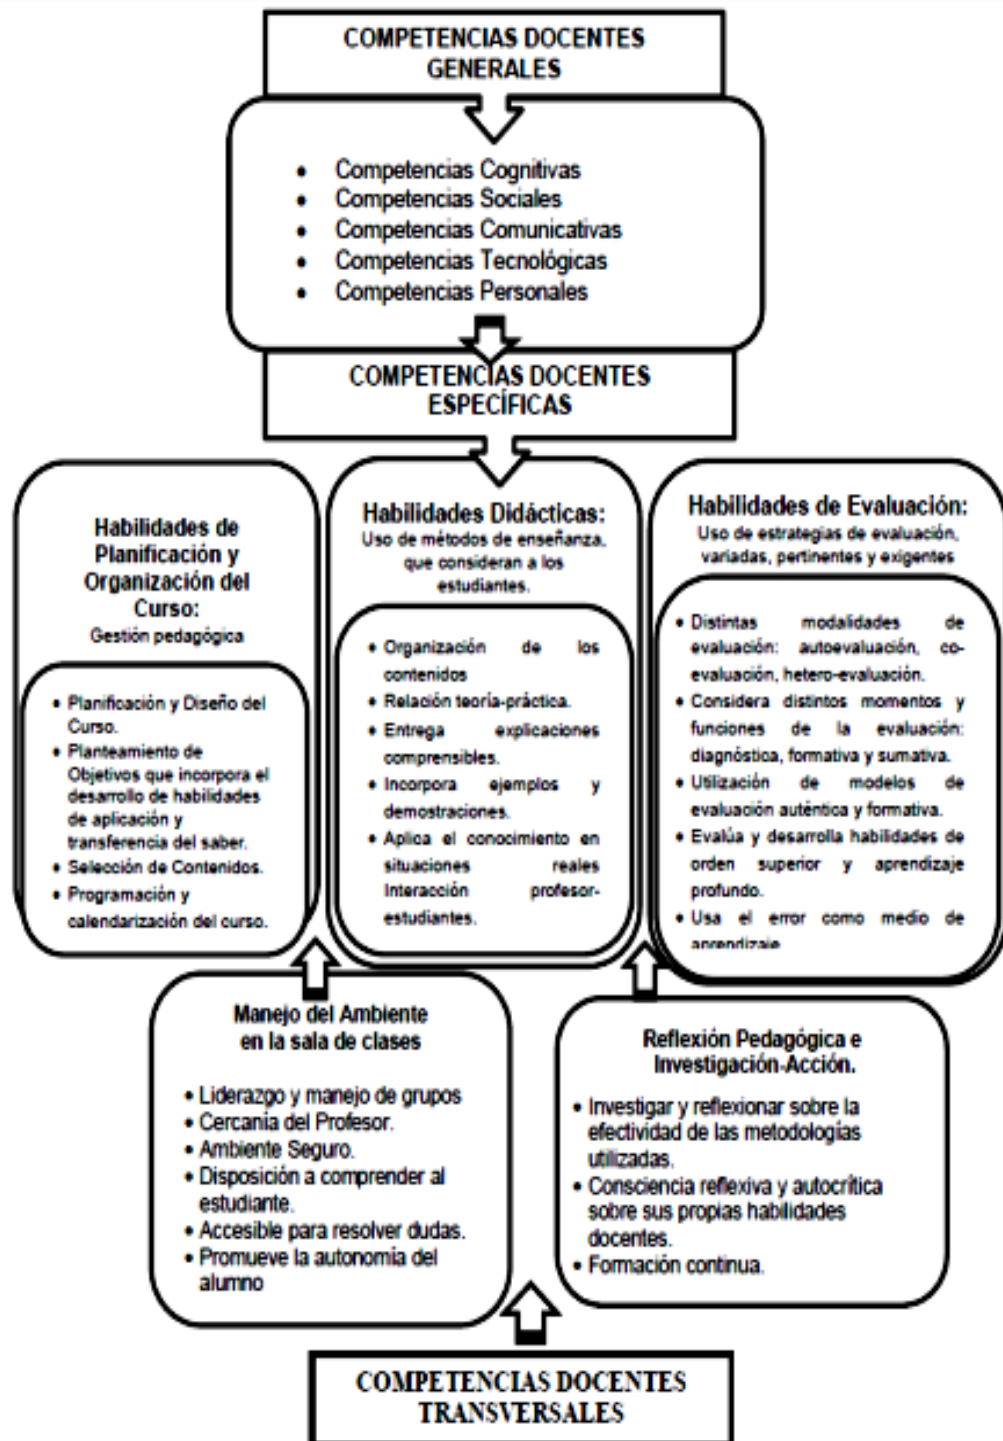 COMPETENCIAS DOCENTES
GENERALES
• Competencias Cognitivas
• Competencias Sociales
• Competencias Comunicativas
• Competencias Tecnológicas
• Competencias Personales
COMPETENCIAS DOCENTES
ESPECÍFICAS
Habilidades de
Planificación y
Organización del
Curso:
Gestión pedagógica
• Planificación y Diseño del
Curso.
• Planteamiento de
Objetivos que incorpora el
desarrollo de habilidades
de aplicación y
transferencia del saber.
• Selección de Contenidos.
• Programación y
calendarización del curso.
Habilidades Didácticas:
Uso de métodos de enseñanza,
que consideran a los
estudiantes.
• Organización de los
contenidos
• Relación teoría-práctica.
• Entrega explicaciones
comprensibles.
• Incorpora ejemplos y
demostraciones.
• Aplica el conocimiento en
situaciones reales
Interacción profesor-
estudiantes.
Habilidades de Evaluación:
Uso de estrategias de evaluación,
variadas, pertinentes y exigentes
• Distintas modalidades de
evaluación: autoevaluación, co-
evaluación, hetero-evaluación.
• Considera distintos momentos y
funciones de la evaluación:
diagnóstica, formativa y sumativa.
• Utilización de modelos de
evaluación auténtica y formativa.
• Evalúa y desarrolla habilidades de
orden superior y aprendizaje
profundo.
• Usa el error como medio de
aprendizaje
Manejo del Ambiente
en la sala de clases
• Liderazgo y manejo de grupos
• Cercanía del Profesor.
• Ambiente Seguro.
• Disposición a comprender al
estudiante.
• Accesible para resolver dudas.
• Promueve la autonomía del
alumno
Reflexión Pedagógica e
Investigación-Acción.
• Investigar y reflexionar sobre la
efectividad de las metodologías
utilizadas.
• Consciencia reflexiva y autocrítica
sobre sus propias habilidades
docentes.
• Formación continua.
COMPETENCIAS DOCENTES
TRANSVERSALES